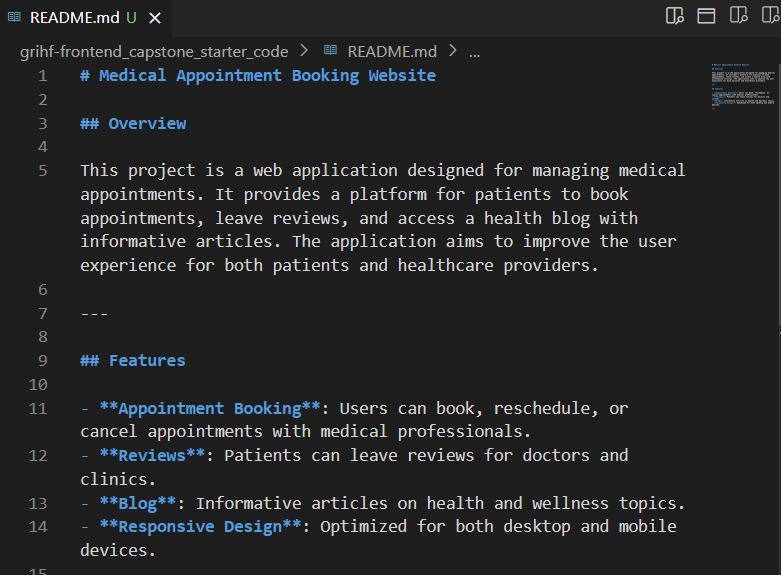 README.md U
grihf-frontend_capstone_starter_code > README.md > ...
1 # Medical Appointment Booking Website
2
3 ## Overview
4
5 This project is a web application designed for managing medical
appointments. It provides a platform for patients to book
appointments, leave reviews, and access a health blog with
informative articles. The application aims to improve the user
experience for both patients and healthcare providers.
6
7 ---
8
9 ## Features
10
11 - **Appointment Booking**: Users can book, reschedule, or
cancel appointments with medical professionals.
12 - **Reviews**: Patients can leave reviews for doctors and
clinics.
13 - **Blog**: Informative articles on health and wellness topics.
14 - **Responsive Design**: Optimized for both desktop and mobile
devices.
15